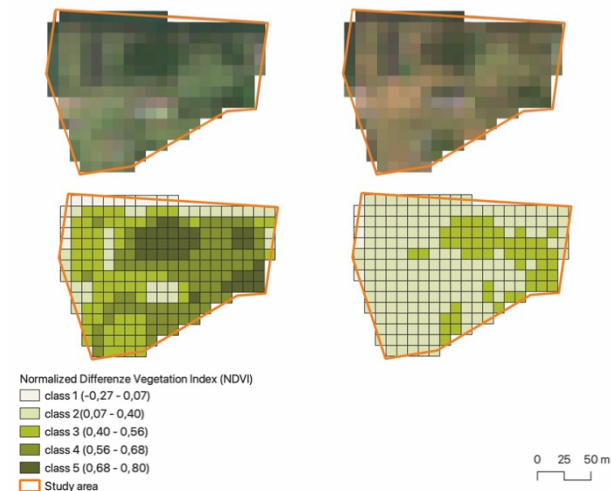 Normalized Differenze Vegetation Index (NDVI)
class 1 (-0,27 - 0,07)
class 2(0,07 - 0,40)
class 3 (0,40 - 0,56)
class 4 (0,56 - 0,68)
class 5 (0,68 - 0,80)
Study area
0 25 50 m